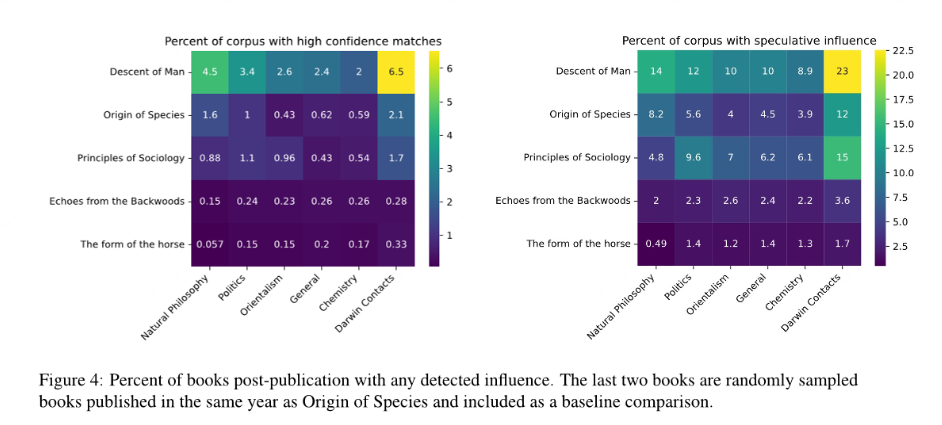 Percent of corpus with high confidence matches
Descent of Man 4.5 3.4 2.6 2.4 2 6.5
Origin of Species 1.6 1 0.43 0.62 0.59 2.1
Principles of Sociology 0.88 1.1 0.96 0.43 0.54 1.7
Echoes from the Backwoods 0.15 0.24 0.23 0.26 0.26 0.28
The form of the horse 0.057 0.15 0.15 0.2 0.17 0.33
Natural Philosophy
Politics
Orientalism
General
Chemistry
Darwin Contacts
6
5
4
3
2
1
Percent of corpus with speculative influence
Descent of Man 14 12 10 10 8.9 23
Origin of Species 8.2 5.6 4 4.5 3.9 12
Principles of Sociology 4.8 9.6 7 6.2 6.1 15
Echoes from the Backwoods 2 2.3 2.6 2.4 2.2 3.6
The form of the horse 0.49 1.4 1.2 1.4 1.3 1.7
Natural Philosophy
Politics
Orientalism
General
Chemistry
Darwin Contacts
22.5
20.0
17.5
15.0
12.5
10.0
7.5
5.0
2.5
Figure 4: Percent of books post-publication with any detected influence. The last two books are randomly sampled
books published in the same year as Origin of Species and included as a baseline comparison.